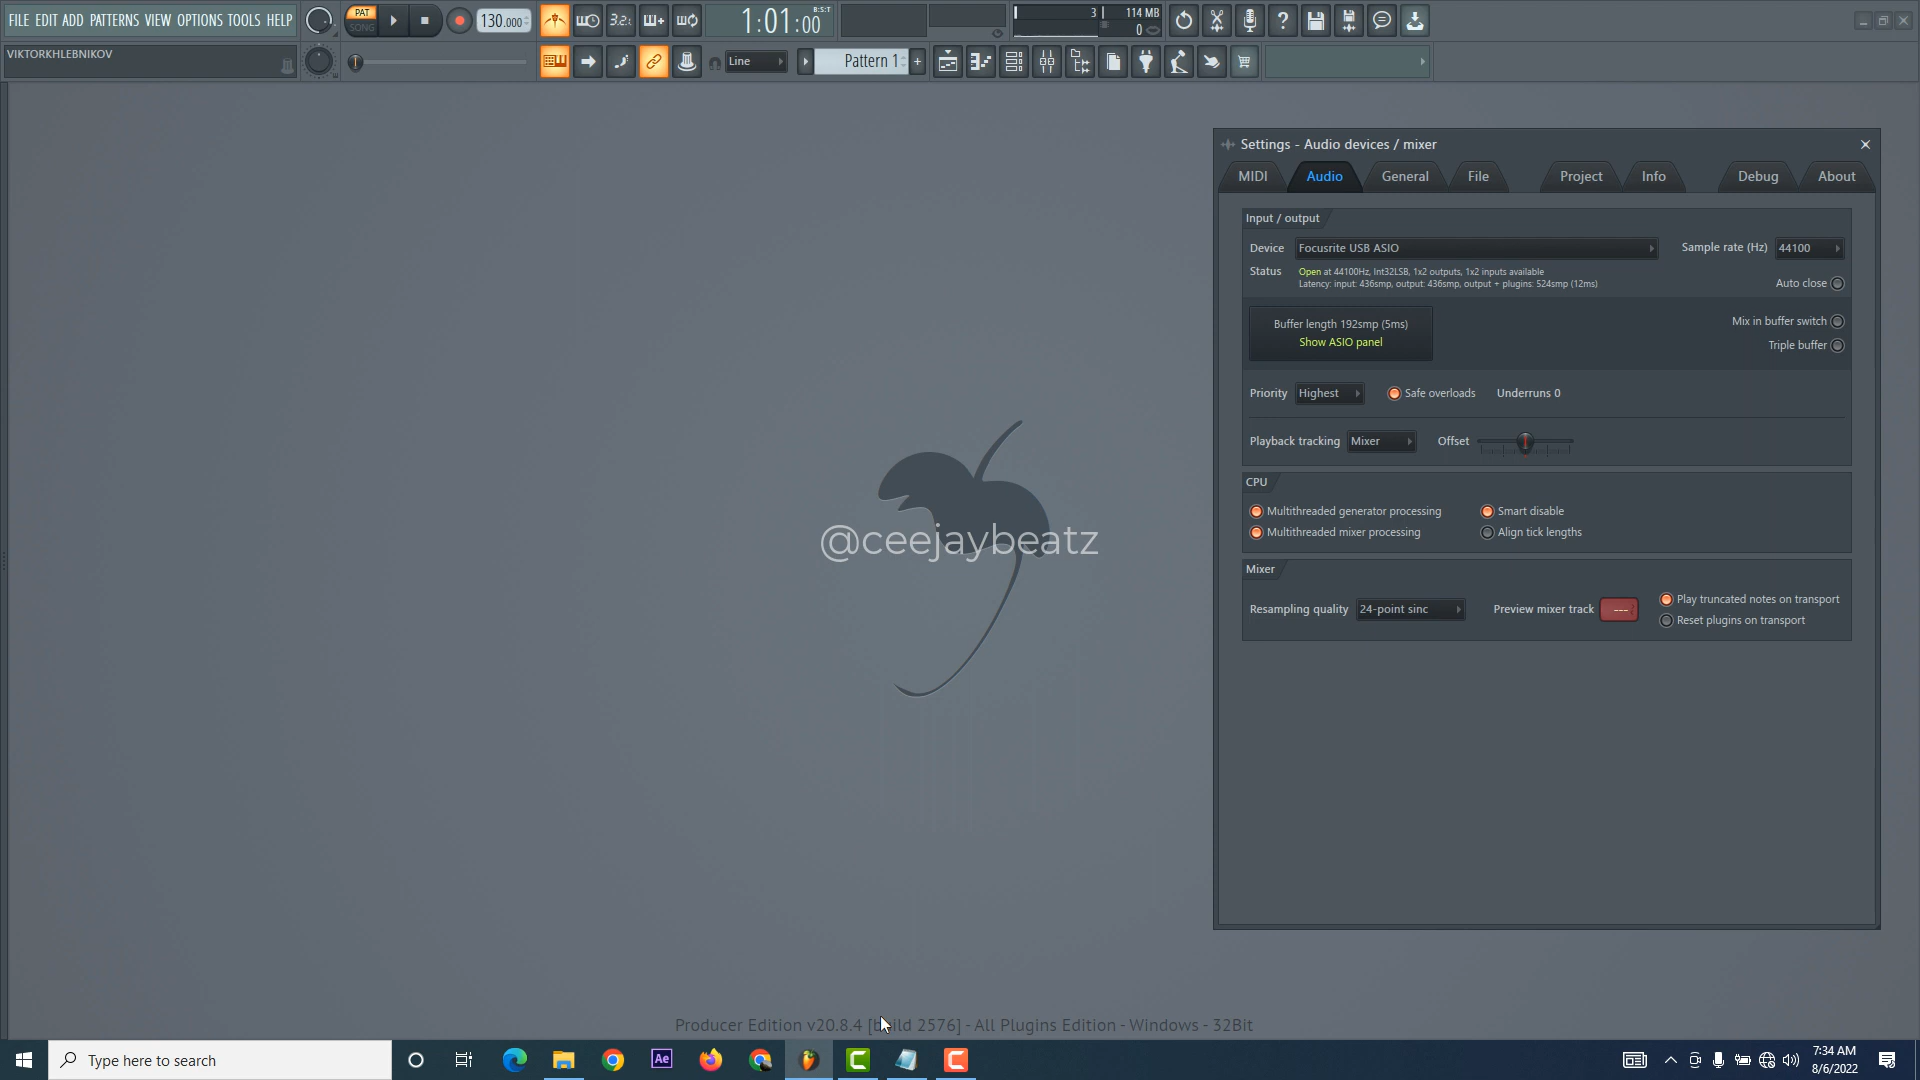 FILE EDIT ADD PATTERNS VIEW OPTIONS TOOLS HELP
PAT
SONG
130.000
3.2.
1:01:00
B:S:T
3
114 MB
0
VIKTORKHLEBNIKOV
Line
Pattern 1
+
Settings - Audio devices / mixer
MIDI
Audio
General
File
Project
Info
Debug
About
Input / output
Device
Focusrite USB ASIO
Sample rate (Hz)
44100
Status
Open at 44100Hz, Int32LSB, 1x2 outputs, 1x2 inputs available
Latency: input: 436smp, output: 436smp, output + plugins: 524smp (12ms)
Auto close
Buffer length 192smp (5ms)
Show ASIO panel
Mix in buffer switch
Triple buffer
Priority
Highest
Safe overloads
Underruns 0
Playback tracking
Mixer
Offset
CPU
Multithreaded generator processing
Smart disable
Multithreaded mixer processing
Align tick lengths
Mixer
Resampling quality
24-point sinc
Preview mixer track
---
Play truncated notes on transport
Reset plugins on transport
@ceejaybeatz
Producer Edition v20.8.4 [build 2576] - All Plugins Edition - Windows - 32Bit
Type here to search
Ae
7:34 AM
8/6/2022